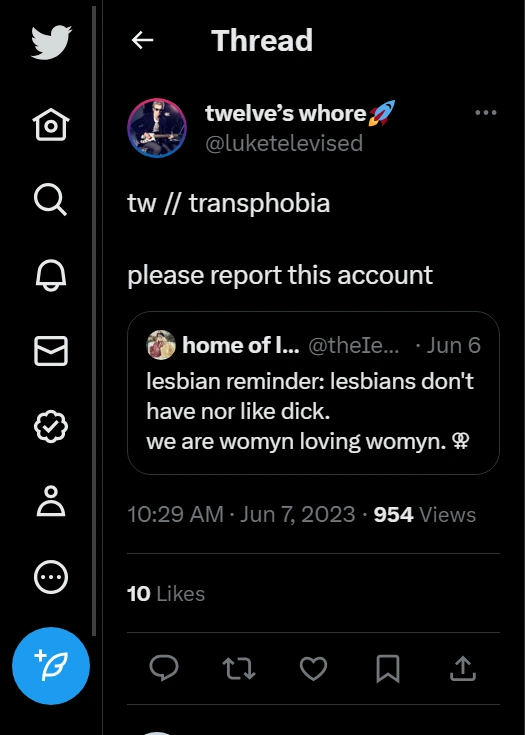 Thread
twelve's whore🚀
@luketelevised
tw // transphobia
please report this account
home of l... @theIe... · Jun 6
lesbian reminder: lesbians don't
have nor like dick.
we are womyn loving womyn. ⚢
10:29 AM · Jun 7, 2023 · 954 Views
10 Likes